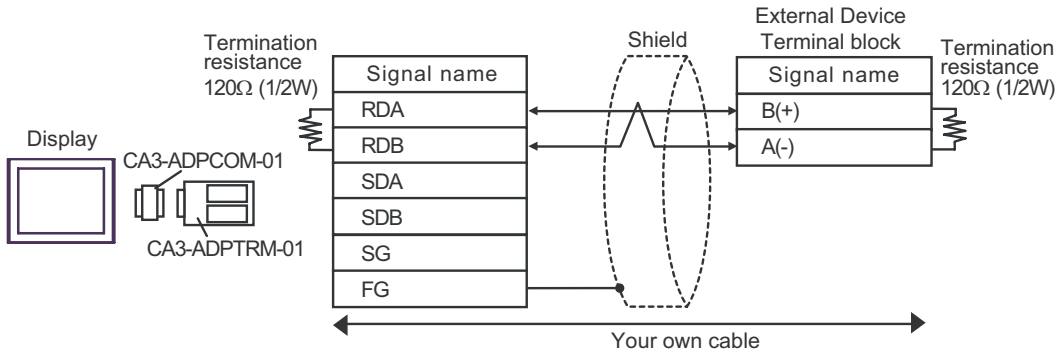 External Device
Terminal block
Shield
Termination
resistance
120Ω (1/2W)
Termination
resistance
120Ω (1/2W)
Signal name
Signal name
RDA
B(+)
RDB
A(-)
SDA
SDB
SG
FG
Display
CA3-ADPCOM-01
CA3-ADPTRM-01
Your own cable